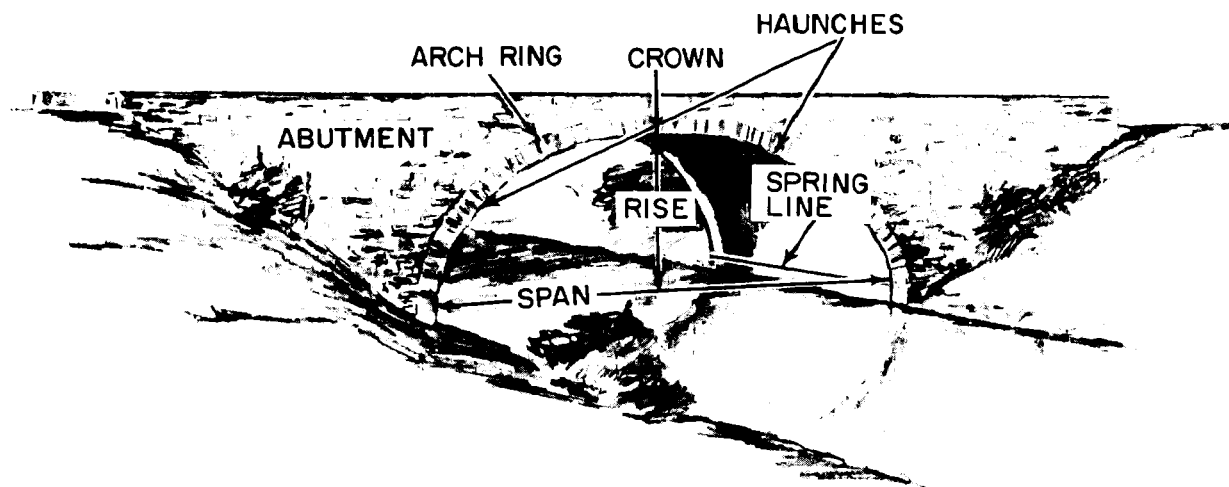 HAUNCHES
ARCH RING
CROWN
ABUTMENT
SPRING
LINE
RISE
SPAN